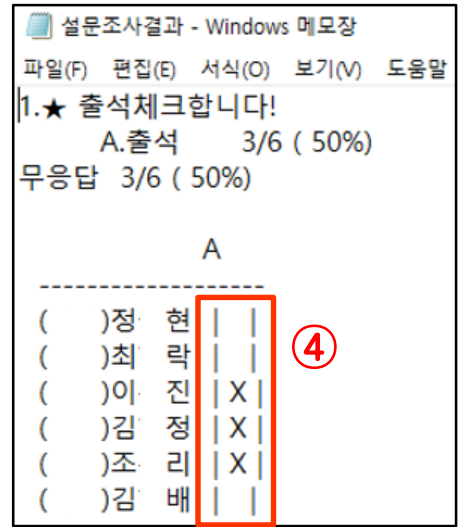 설문조사결과 - Windows 메모장
파일(F) 편집(E) 서식(O) 보기(V) 도움말
1.★ 출석체크합니다!
A.출석 3/6 ( 50%)
무응답 3/6 ( 50%)
A
--------------------
( )정 현 | |
( )최 락 | |
( )이 진 | X |
( )김 정 | X |
( )조 리 | X |
( )김 배 | |
④